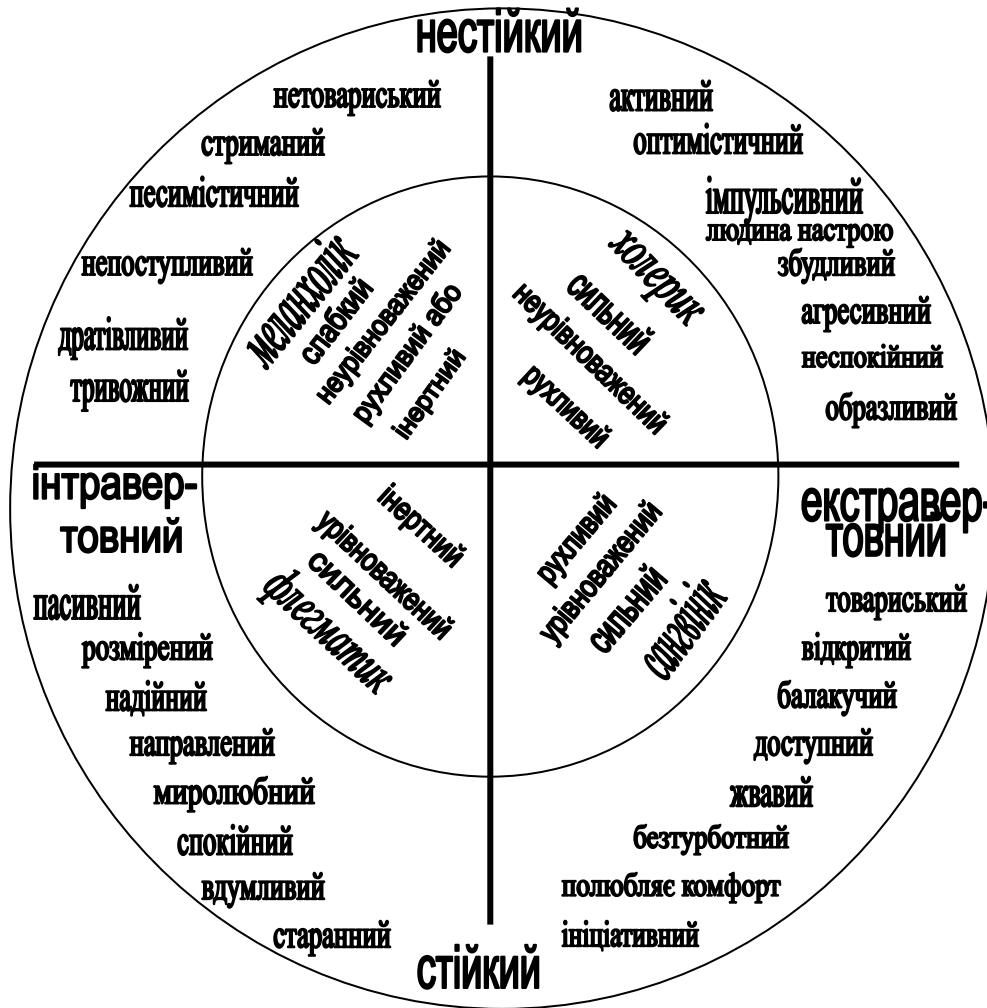 нестійкий
нетовариський
стриманий
песимістичний
непоступливий
дратівливий
тривожний
активний
оптимістичний
імпульсивний
людина настрою
збудливий
агресивний
неспокійний
образливий
меланхолік
слабкий
неурівноважений
рухливий або
інертний
холерик
сильний
неурівноважений
рухливий
інтравер-
товний
екстравер-
товний
інертний
урівноважений
сильний
флегматик
рухливий
урівноважений
сильний
сангвінік
пасивний
розмірений
надійний
направлений
миролюбний
спокійний
вдумливий
старанний
товариський
відкритий
балакучий
доступний
жвавий
безтурботний
полюбляє комфорт
ініціативний
стійкий